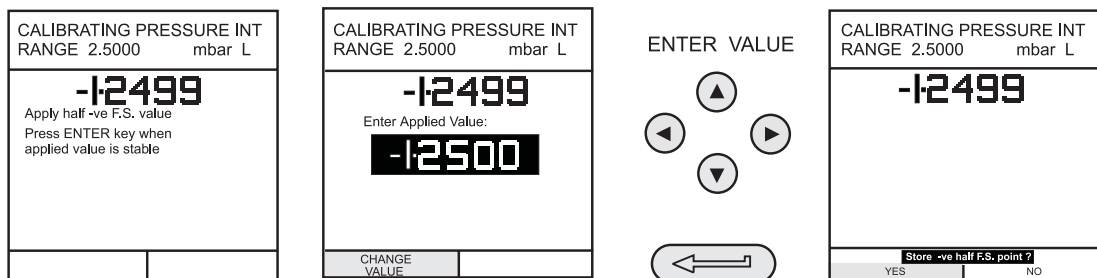 CALIBRATING PRESSURE INT
RANGE 2.5000 mbar L
-1.2499
Apply half -ve F.S. value
Press ENTER key when
applied value is stable
CALIBRATING PRESSURE INT
RANGE 2.5000 mbar L
-1.2499
Enter Applied Value:
-1.2500
CHANGE
VALUE
ENTER VALUE
CALIBRATING PRESSURE INT
RANGE 2.5000 mbar L
-1.2499
Store -ve half F.S. point ?
YES NO